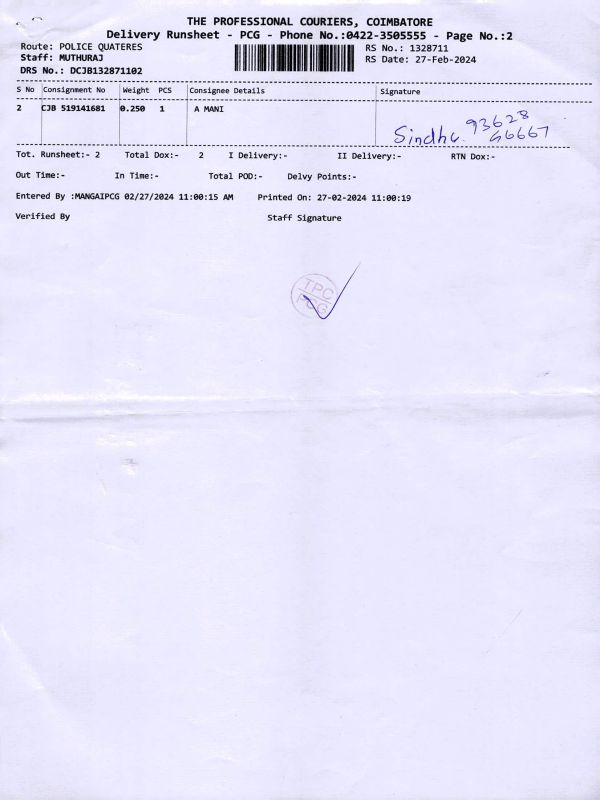 THE PROFESSIONAL COURIERS, COIMBATORE
Delivery Runsheet - PCG - Phone No.:0422-3505555 - Page No.:2
Route: POLICE QUATERES RS No.: 1328711
Staff: MUTHURAJ RS Date: 27-Feb-2024
DRS No.: DCJB132871102
S No Consignment No Weight PCS Consignee Details Signature
2 CJB 519141681 0.250 1 A MANI
Sindhu 93628
46667
Tot. Runsheet:- 2 Total Dox:- 2 I Delivery:- II Delivery:- RTN Dox:-
Out Time:- In Time:- Total POD:- Delvy Points:-
Entered By :MANGAIPCG 02/27/2024 11:00:15 AM Printed On: 27-02-2024 11:00:19
Verified By Staff Signature
TPC
PCG